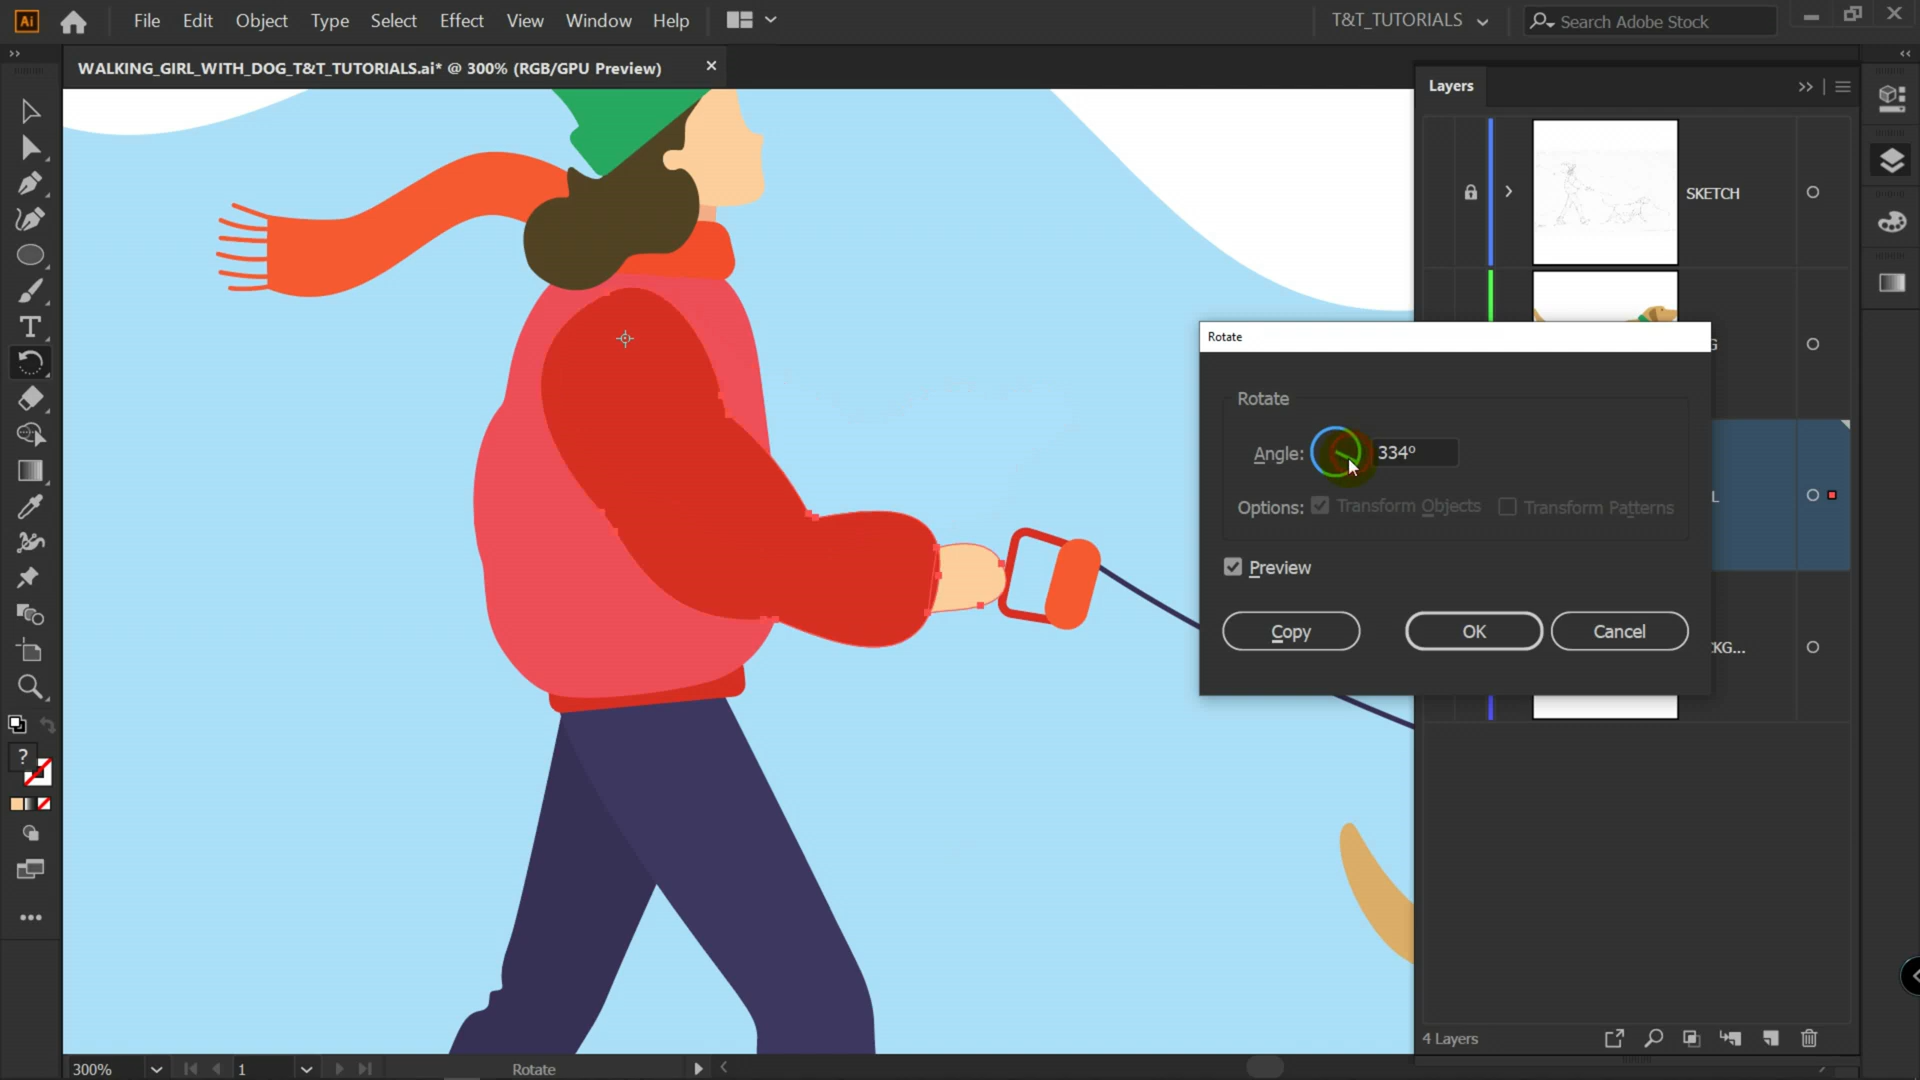 Ai File Edit Object Type Select Effect View Window Help T&T_TUTORIALS Search Adobe Stock
WALKING_GIRL_WITH_DOG_T&T_TUTORIALS.ai* @ 300% (RGB/GPU Preview)
Layers
SKETCH
Rotate
G
Rotate
Angle: 334°
L
Options: Transform Objects Transform Patterns
Preview
Copy OK Cancel
KG...
?
4 Layers
300% 1 Rotate